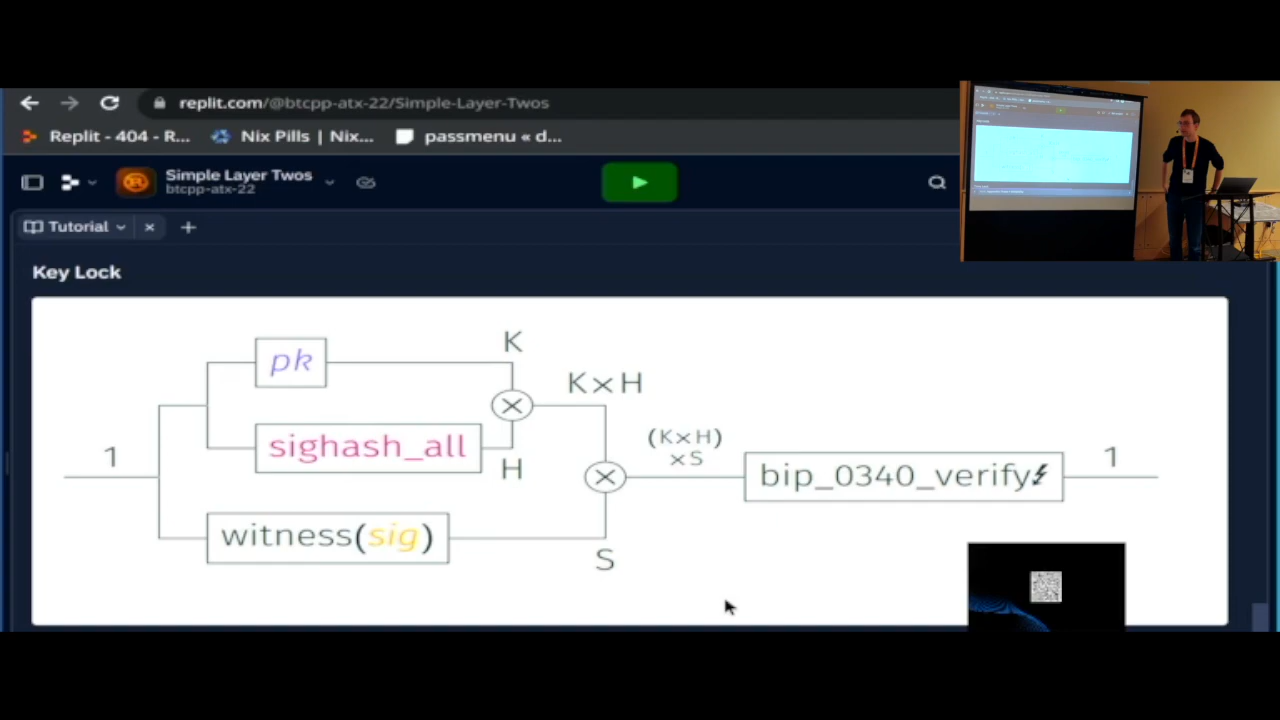 replit.com/@btcpp-atx-22/Simple-Layer-Twos
Replit - 404 - R... Nix Pills | Nix... passmenu « d...
Simple Layer Twos
btcpp-atx-22
Tutorial
Key Lock
pk
K
K×H
sighash_all
H
(K×H)
×S
1
bip_0340_verify
1
witness(sig)
S